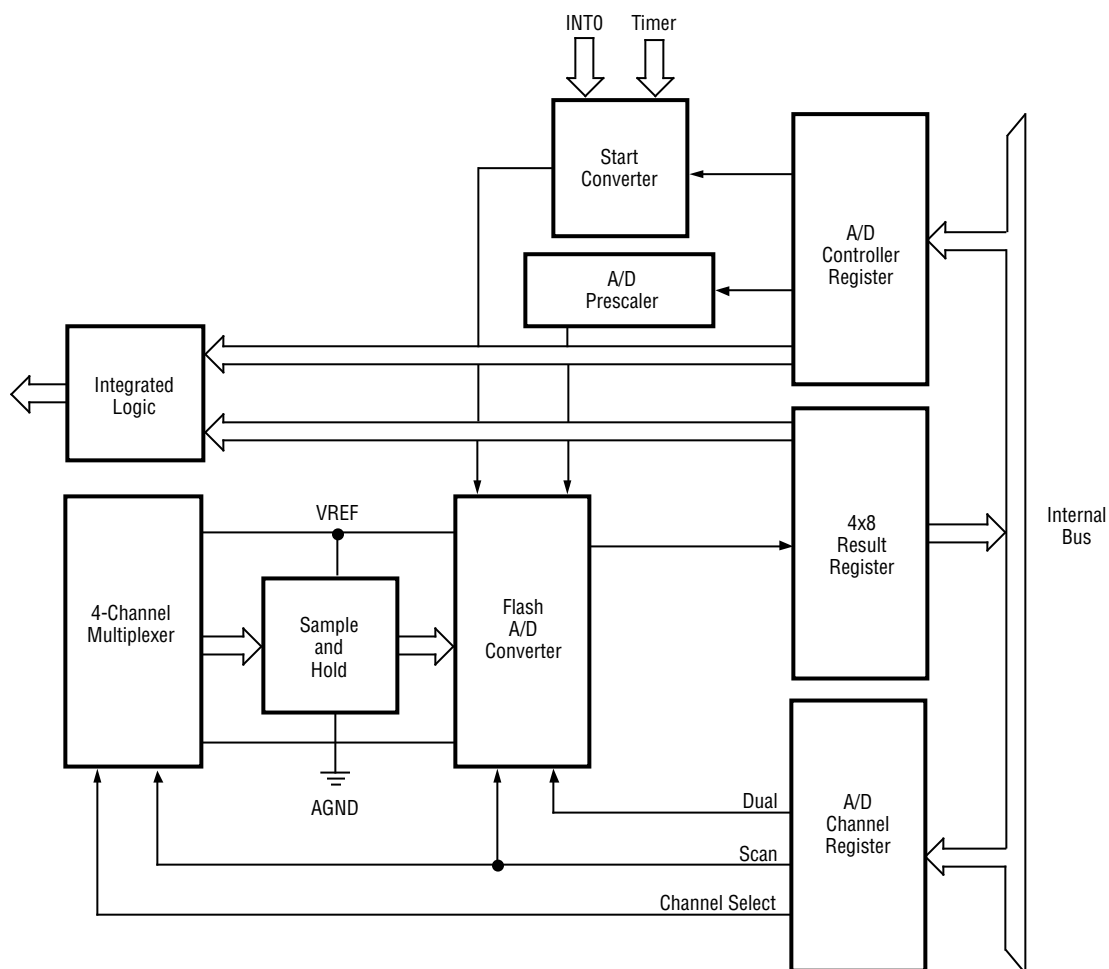 INT0
Timer
Start
Converter
A/D
Controller
Register
A/D
Prescaler
Integrated
Logic
4-Channel
Multiplexer
VREF
Sample
and
Hold
AGND
Flash
A/D
Converter
4x8
Result
Register
Internal
Bus
A/D
Channel
Register
Dual
Scan
Channel Select